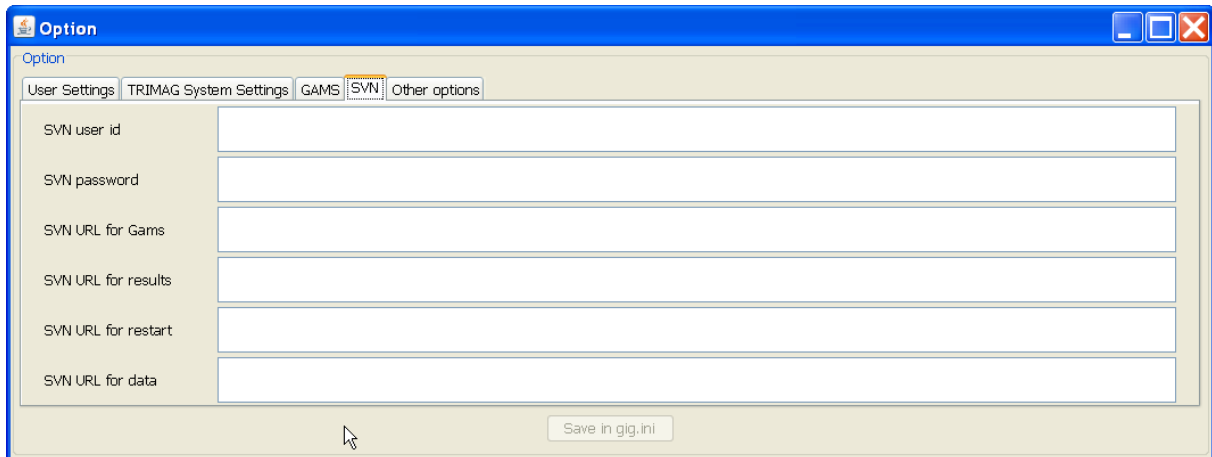 Option
Option
User Settings TRIMAG System Settings GAMS SVN Other options
SVN user id
SVN password
SVN URL for Gams
SVN URL for results
SVN URL for restart
SVN URL for data
Save in gig.ini